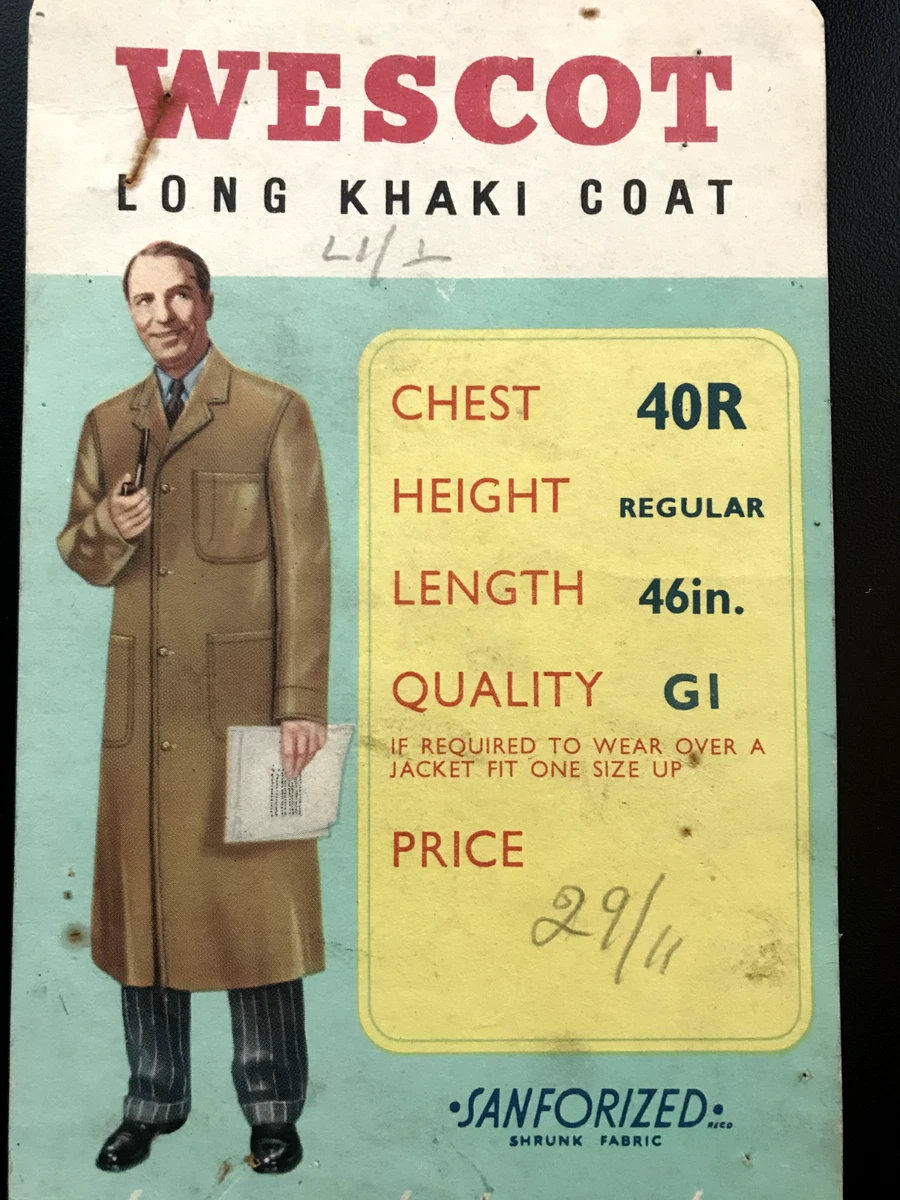 WESCOT
LONG KHAKI COAT
CHEST 40R
HEIGHT REGULAR
LENGTH 46in.
QUALITY G1
IF REQUIRED TO WEAR OVER A
JACKET FIT ONE SIZE UP
PRICE
29/11
·SANFORIZED·
SHRUNK FABRIC